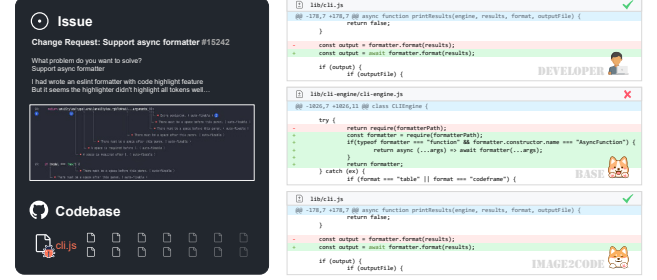 Issue
Change Request: Support async formatter #15242
What problem do you want to solve?
Support async formatter
I had wrote an eslint formatter with code highlight feature
But it seems the highlighter didn't highlight all tokens well...
Codebase
cli.js
lib/cli.js
@@ -178,7 +178,7 @@ async function printResults(engine, results, format, outputFile) {
return false;
}
- const output = formatter.format(results);
+ const output = await formatter.format(results);
if (output) {
if (outputFile) {
DEVELOPER
lib/cli-engine/cli-engine.js
@@ -1026,7 +1026,11 @@ class CLIEngine {
try {
- return require(formatterPath);
+ const formatter = require(formatterPath);
+ if(typeof formatter === "function" && formatter.constructor.name === "AsyncFunction") {
+ return async (...args) => await formatter(...args);
+ }
+ return formatter;
} catch (ex) {
if (format === "table" || format === "codeframe") {
BASE
lib/cli.js
@@ -178,7 +178,7 @@ async function printResults(engine, results, format, outputFile) {
return false;
}
- const output = formatter.format(results);
+ const output = await formatter.format(results);
if (output) {
if (outputFile) {
IMAGE2CODE